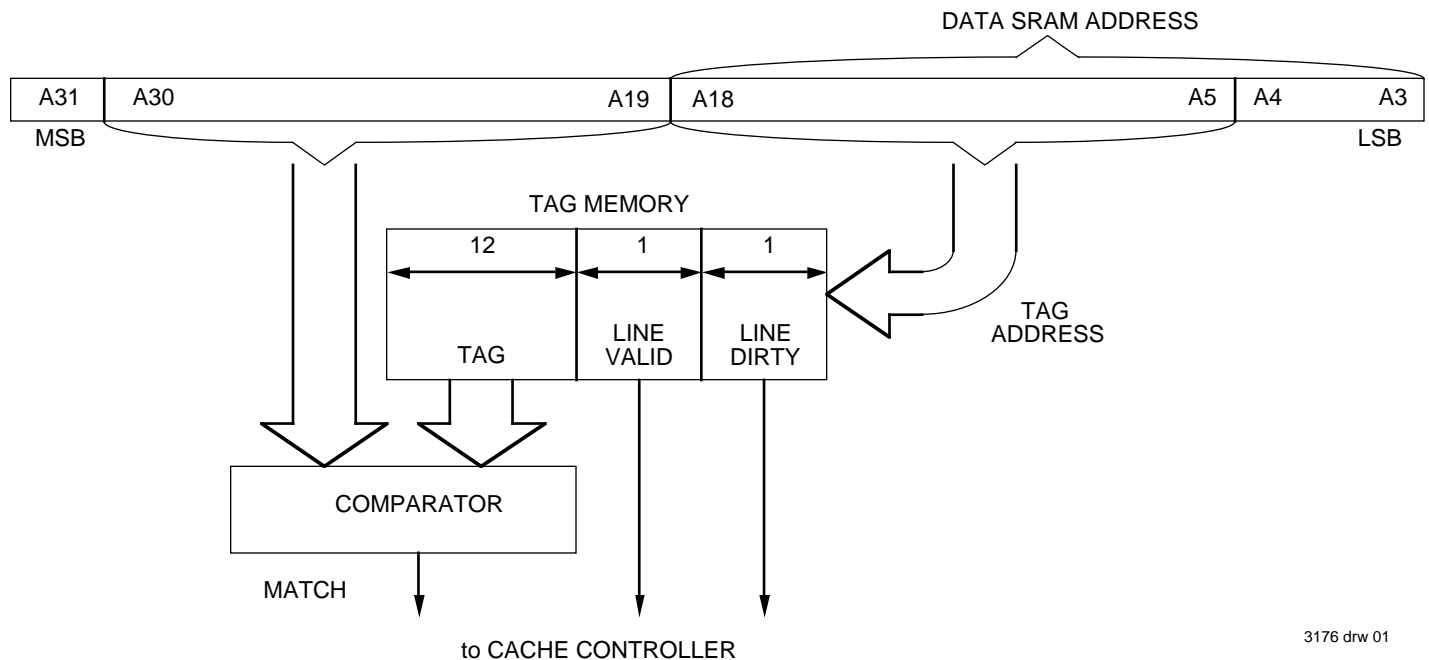 DATA SRAM ADDRESS
A31 A30 A19 A18 A5 A4 A3
MSB LSB
TAG MEMORY
12 1 1
TAG
LINE
VALID
LINE
DIRTY
TAG
ADDRESS
COMPARATOR
MATCH
to CACHE CONTROLLER
3176 drw 01